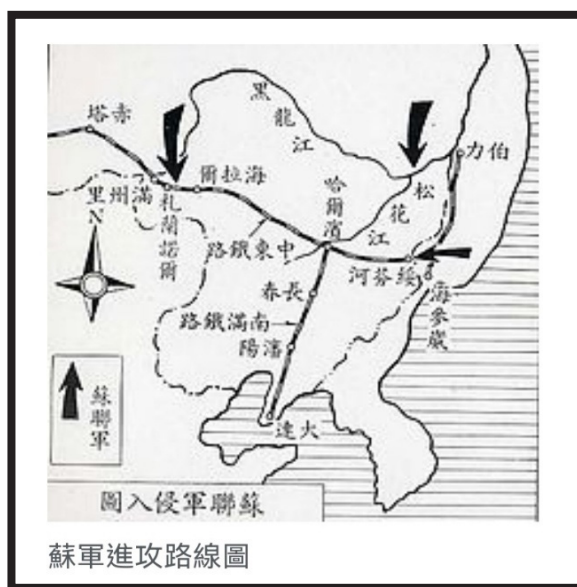 赤塔
黑龍江
伯力
滿州里
札蘭諾爾
海拉爾
哈爾濱
松花江
中東鐵路
綏芬河
海參崴
長春
南滿鐵路
瀋陽
大連
N
蘇聯軍
蘇聯軍侵入圖
蘇軍進攻路線圖